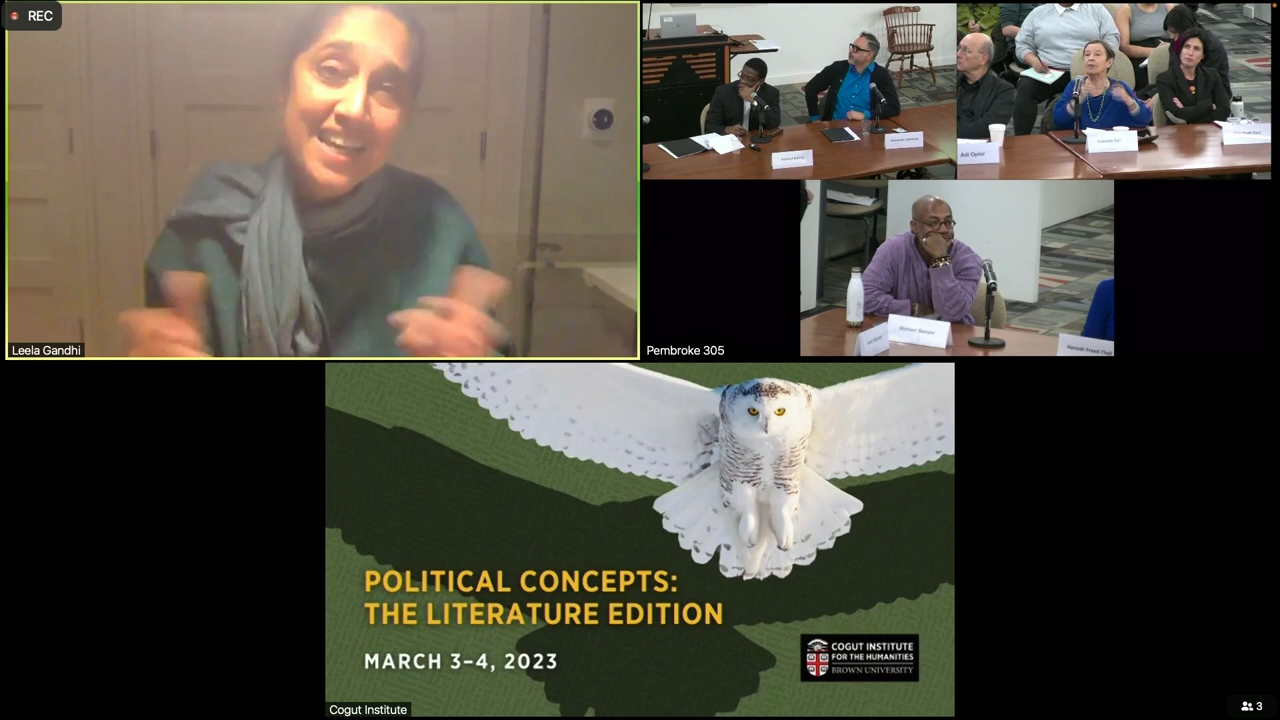 REC
Leela Gandhi
Adi Ophir
Pembroke 305
Michael Sawyer
POLITICAL CONCEPTS:
THE LITERATURE EDITION
MARCH 3–4, 2023
COGUT INSTITUTE
FOR THE HUMANITIES
BROWN UNIVERSITY
Cogut Institute
3